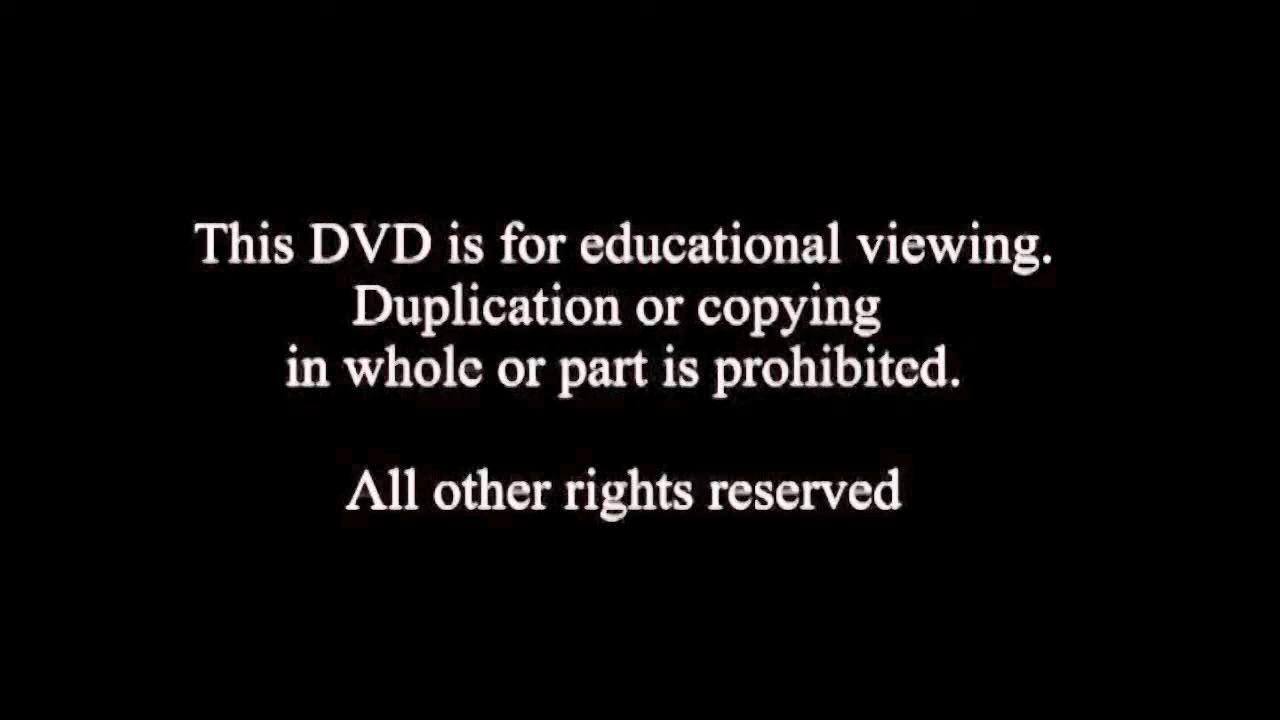 This DVD is for educational viewing.
Duplication or copying
in whole or part is prohibited.
All other rights reserved